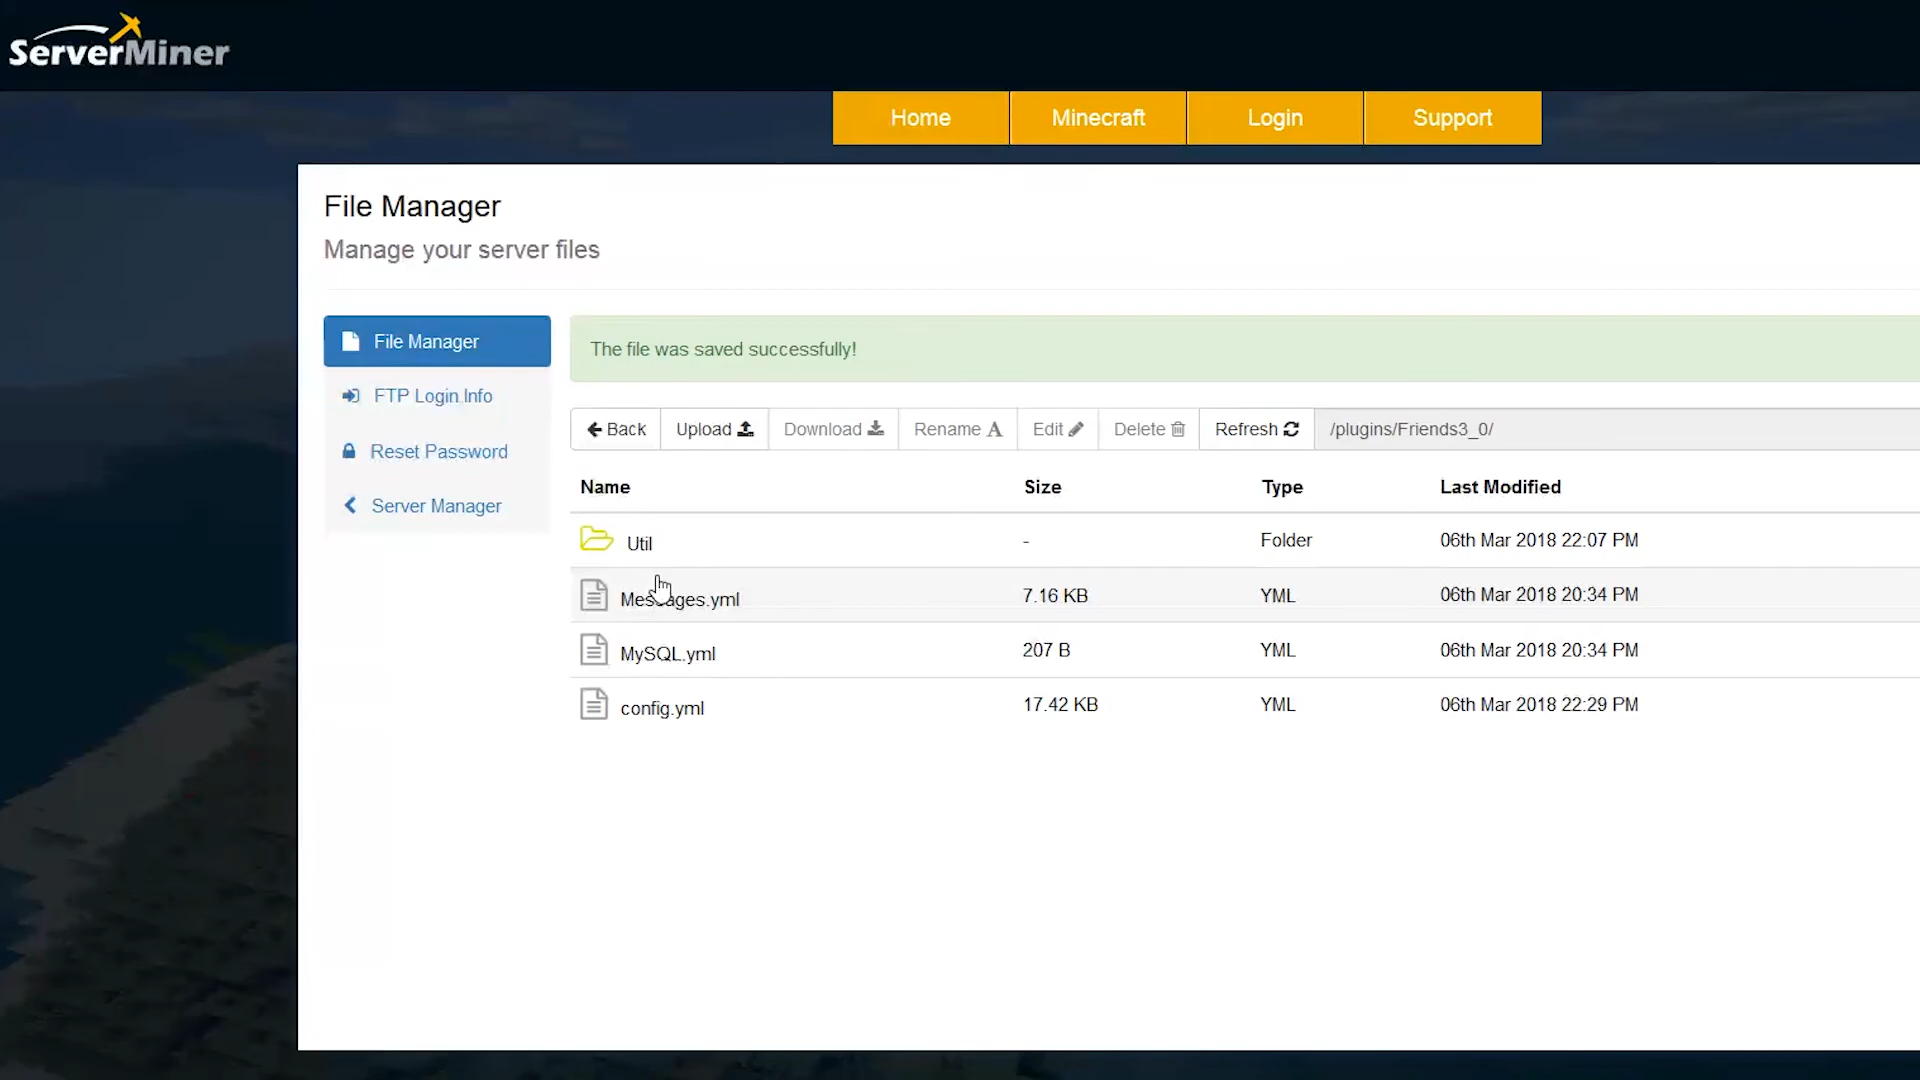 ServerMiner
Home Minecraft Login Support
File Manager
Manage your server files
File Manager
FTP Login Info
Reset Password
Server Manager
The file was saved successfully!
Back Upload Download Rename Edit Delete Refresh /plugins/Friends3_0/
Name Size Type Last Modified
Util - Folder 06th Mar 2018 22:07 PM
Messages.yml 7.16 KB YML 06th Mar 2018 20:34 PM
MySQL.yml 207 B YML 06th Mar 2018 20:34 PM
config.yml 17.42 KB YML 06th Mar 2018 22:29 PM